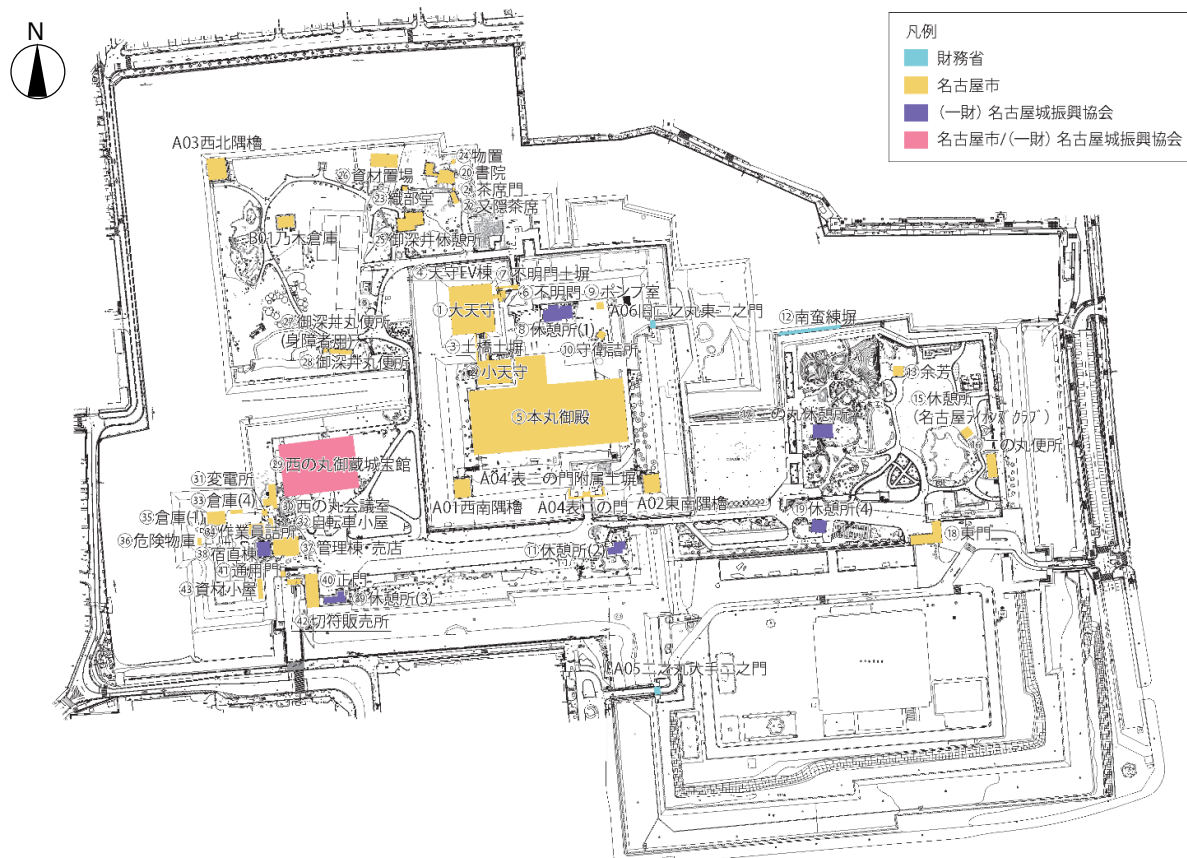 N
凡例
財務省
名古屋市
(一財) 名古屋城振興協会
名古屋市/(一財) 名古屋城振興協会
A03西北隅櫓
㉔物置
⑳書院
茶席門
又隠茶席
㉖資材置場
㉓織部堂
㉕御深井休憩所
B01乃木倉庫
㉗御深井丸便所
(身障者用)
㉘御深井丸便所
④天守EV棟
⑦不明門土塀
⑥不明門
⑨ポンプ室
①大天守
A06旧二之丸東二之門
⑧休憩所(1)
③土橋土塀
⑩守衛詰所
②小天守
⑤本丸御殿
⑫南蛮練塀
⑬余芳
⑮休憩所
(名古屋ライオンズ クラブ)
二の丸休憩所
二の丸便所
㉙西の丸御蔵城宝館
A04表二の門附属土塀
A01西南隅櫓
A04表二の門
A02東南隅櫓
⑲休憩所(4)
⑱東門
㉛変電所
㉝倉庫(4)
㉚西の丸会議室
㉜自転車小屋
㉟倉庫(1)
㉞作業員詰所
㊱危険物庫
㊳宿直棟
㊲管理棟・売店
⑪休憩所(2)
㊶通用門
㊵正門
㊸資材小屋
㊴休憩所(3)
㊷切符販売所
A05二之丸大手二之門